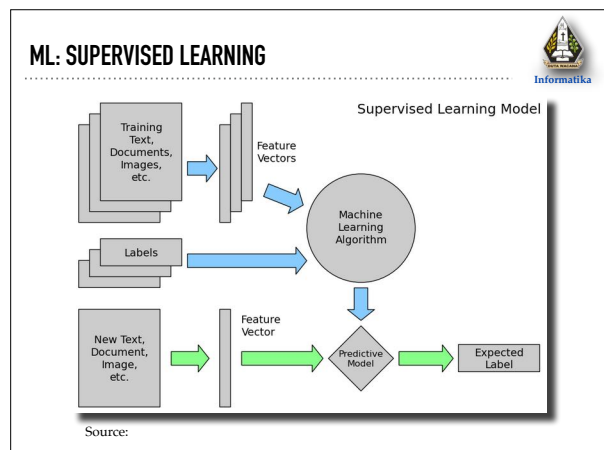 ML: SUPERVISED LEARNING
Informatika
Supervised Learning Model
Training
Text,
Documents,
Images,
etc.
Feature
Vectors
Machine
Learning
Algorithm
Labels
New Text,
Document,
Image,
etc.
Feature
Vector
Predictive
Model
Expected
Label
Source: